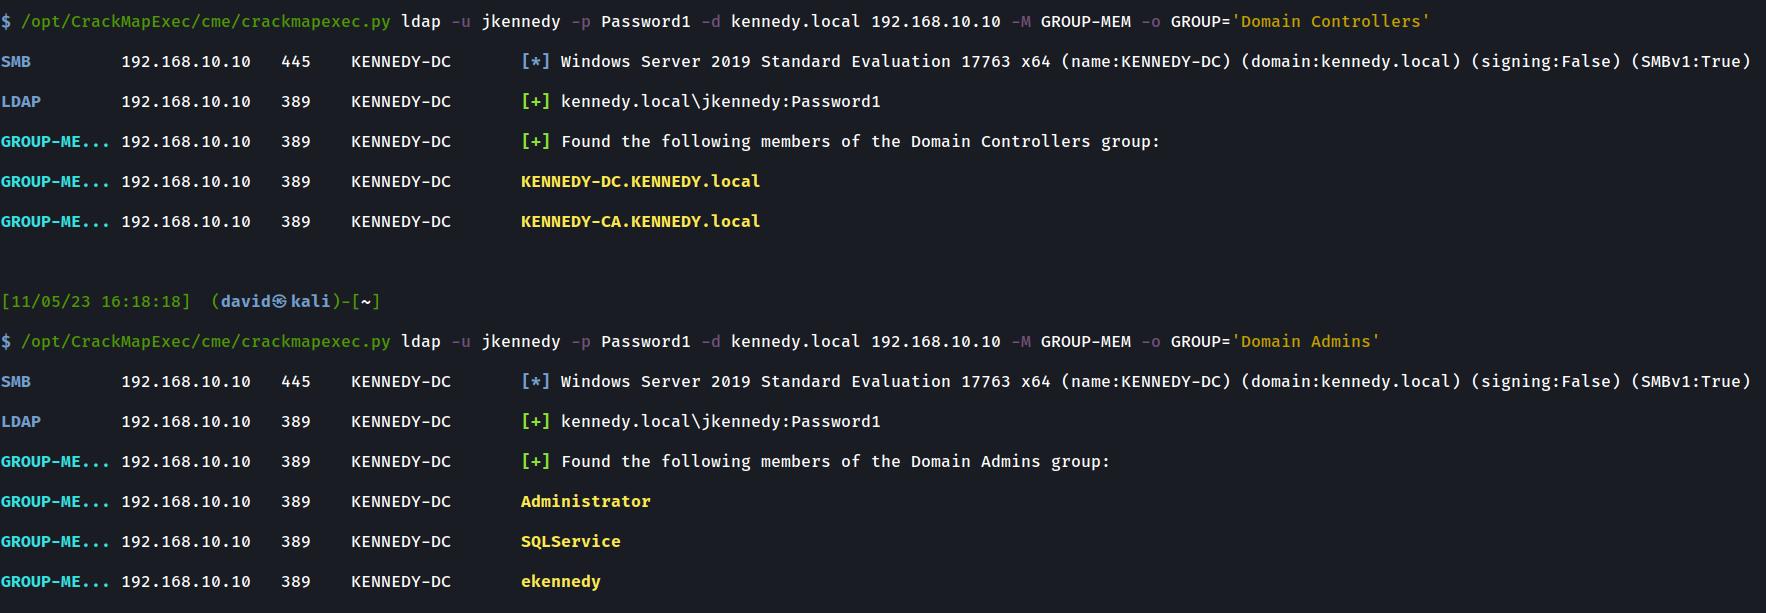 $ /opt/CrackMapExec/cme/crackmapexec.py ldap -u jkennedy -p Password1 -d kennedy.local 192.168.10.10 -M GROUP-MEM -o GROUP='Domain Controllers'
SMB 192.168.10.10 445 KENNEDY-DC [*] Windows Server 2019 Standard Evaluation 17763 x64 (name:KENNEDY-DC) (domain:kennedy.local) (signing:False) (SMBv1:True)
LDAP 192.168.10.10 389 KENNEDY-DC [+] kennedy.local\jkennedy:Password1
GROUP-ME... 192.168.10.10 389 KENNEDY-DC [+] Found the following members of the Domain Controllers group:
GROUP-ME... 192.168.10.10 389 KENNEDY-DC KENNEDY-DC.KENNEDY.local
GROUP-ME... 192.168.10.10 389 KENNEDY-DC KENNEDY-CA.KENNEDY.local
[11/05/23 16:18:18] (david㉿kali)-[~]
$ /opt/CrackMapExec/cme/crackmapexec.py ldap -u jkennedy -p Password1 -d kennedy.local 192.168.10.10 -M GROUP-MEM -o GROUP='Domain Admins'
SMB 192.168.10.10 445 KENNEDY-DC [*] Windows Server 2019 Standard Evaluation 17763 x64 (name:KENNEDY-DC) (domain:kennedy.local) (signing:False) (SMBv1:True)
LDAP 192.168.10.10 389 KENNEDY-DC [+] kennedy.local\jkennedy:Password1
GROUP-ME... 192.168.10.10 389 KENNEDY-DC [+] Found the following members of the Domain Admins group:
GROUP-ME... 192.168.10.10 389 KENNEDY-DC Administrator
GROUP-ME... 192.168.10.10 389 KENNEDY-DC SQLService
GROUP-ME... 192.168.10.10 389 KENNEDY-DC ekennedy